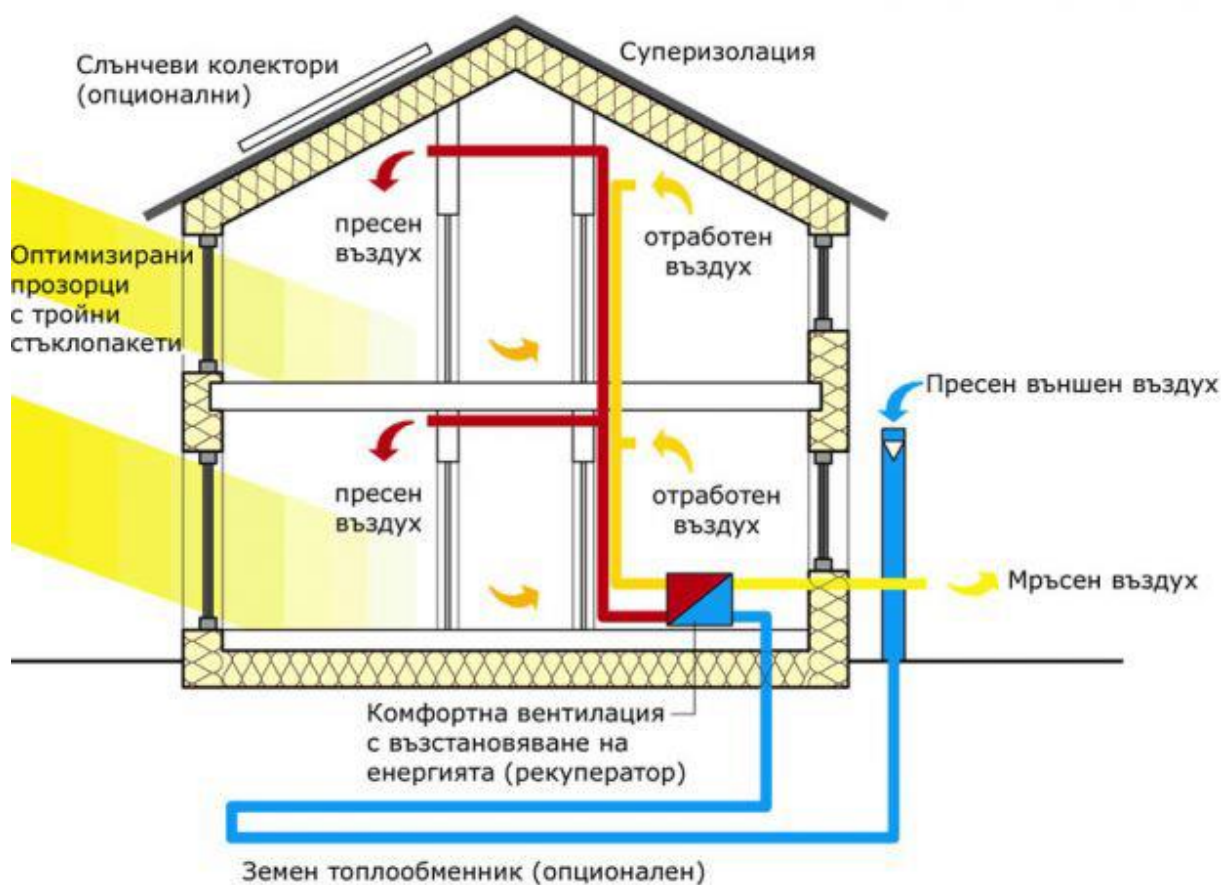 Слънчеви колектори
(опционални)
Суперизолация
пресен
въздух
отработен
въздух
Оптимизирани
прозорци
с тройни
стъклопакети
Пресен външен въздух
пресен
въздух
отработен
въздух
Мръсен въздух
Комфортна вентилация
с възстановяване на
енергията (рекуператор)
Земен топлообменник (опционален)